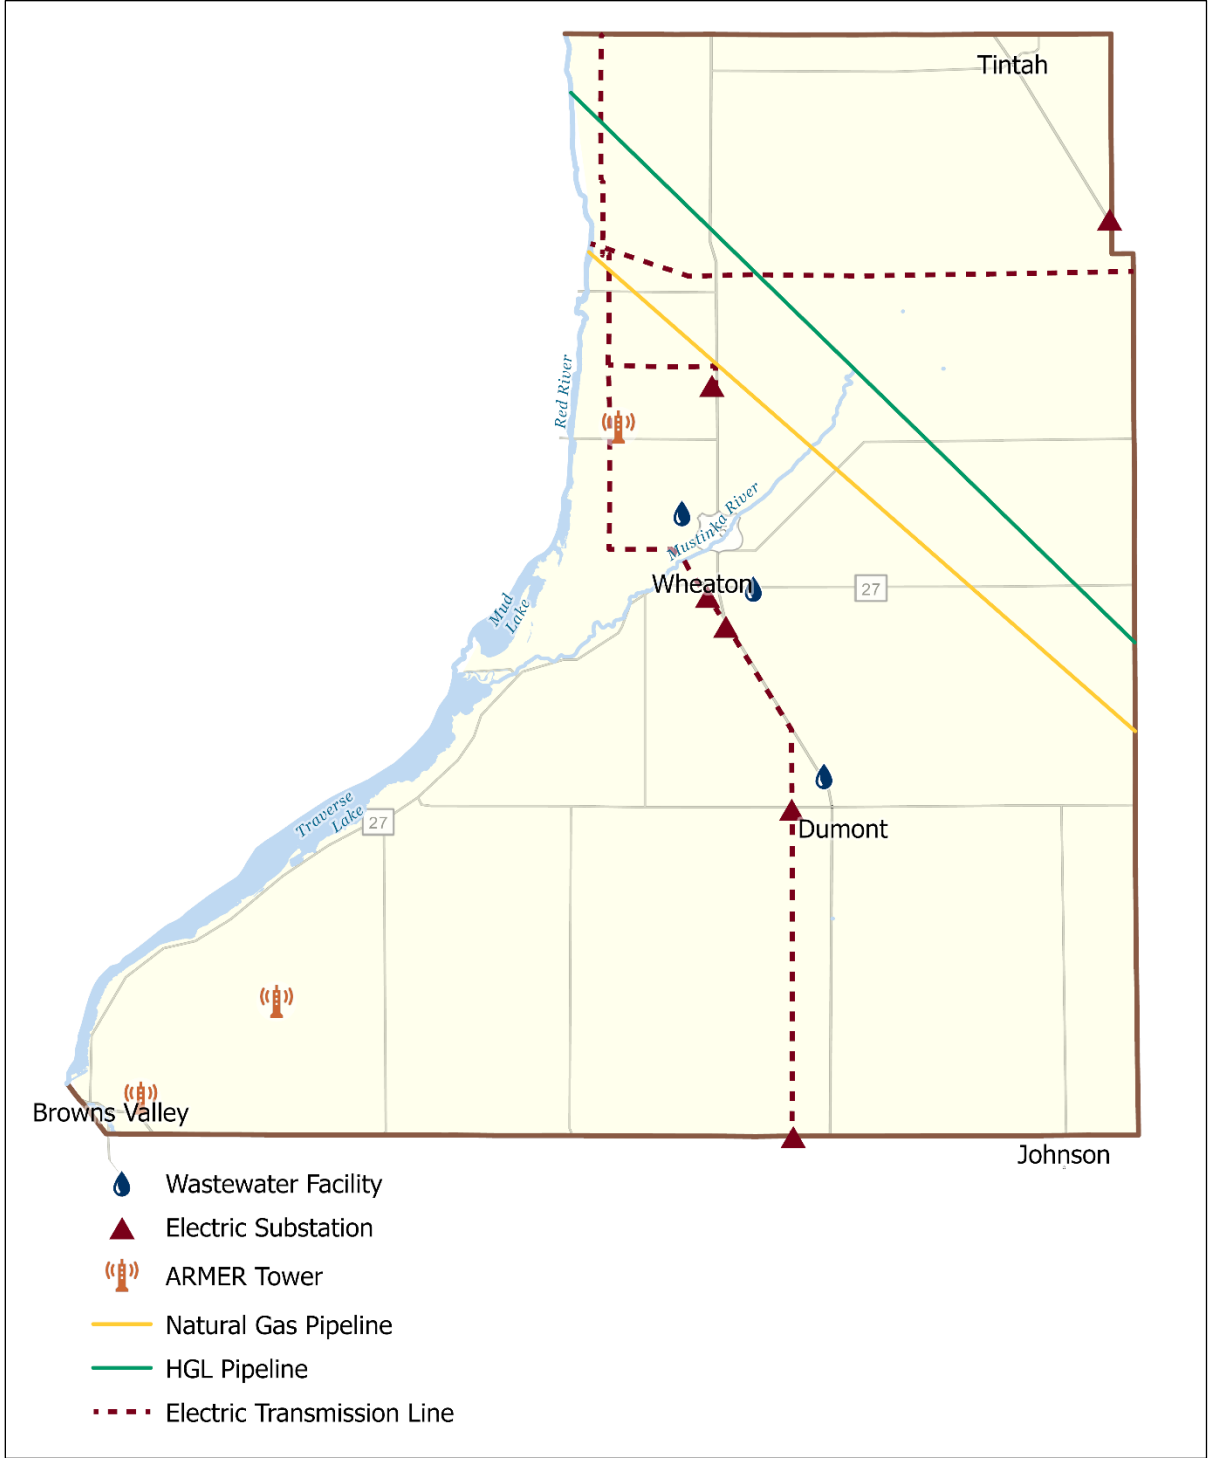 Tintah
Red River
Mustinka River
Wheaton
27
Mud
Lake
Traverse
Lake
27
Dumont
Browns Valley
Johnson
Wastewater Facility
Electric Substation
ARMER Tower
Natural Gas Pipeline
HGL Pipeline
Electric Transmission Line